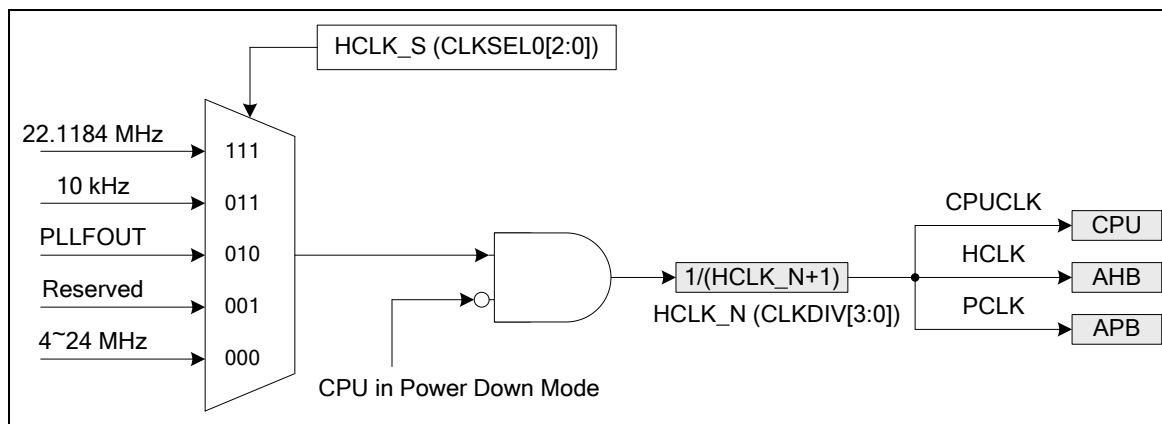 HCLK_S (CLKSEL0[2:0])
22.1184 MHz
111
10 kHz
011
PLLFOUT
010
Reserved
001
4~24 MHz
000
CPU in Power Down Mode
1/(HCLK_N+1)
HCLK_N (CLKDIV[3:0])
CPUCLK
CPU
HCLK
AHB
PCLK
APB